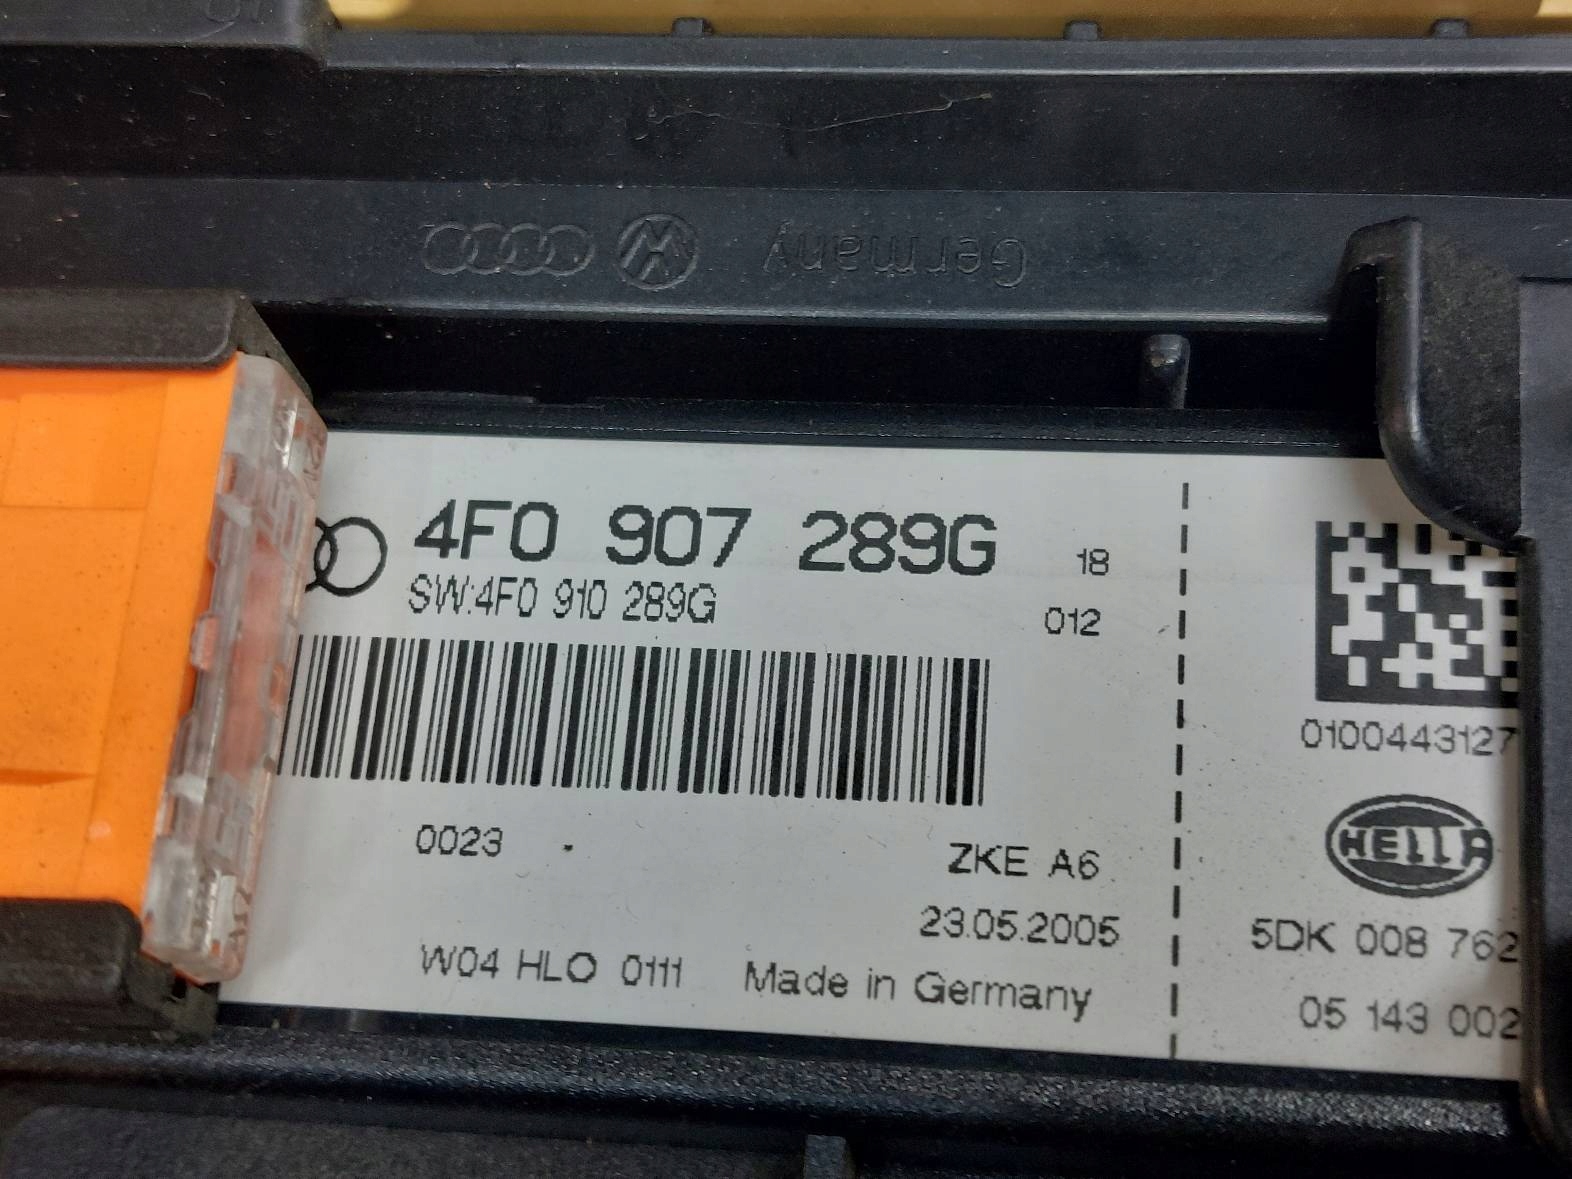 Germany
4F0 907 289G 18
SW:4F0 910 289G 012
0023
ZKE A6
23.05.2005
W04 HLO 0111 Made in Germany
0100443127
HELLA
5DK 008 762
05 143 002